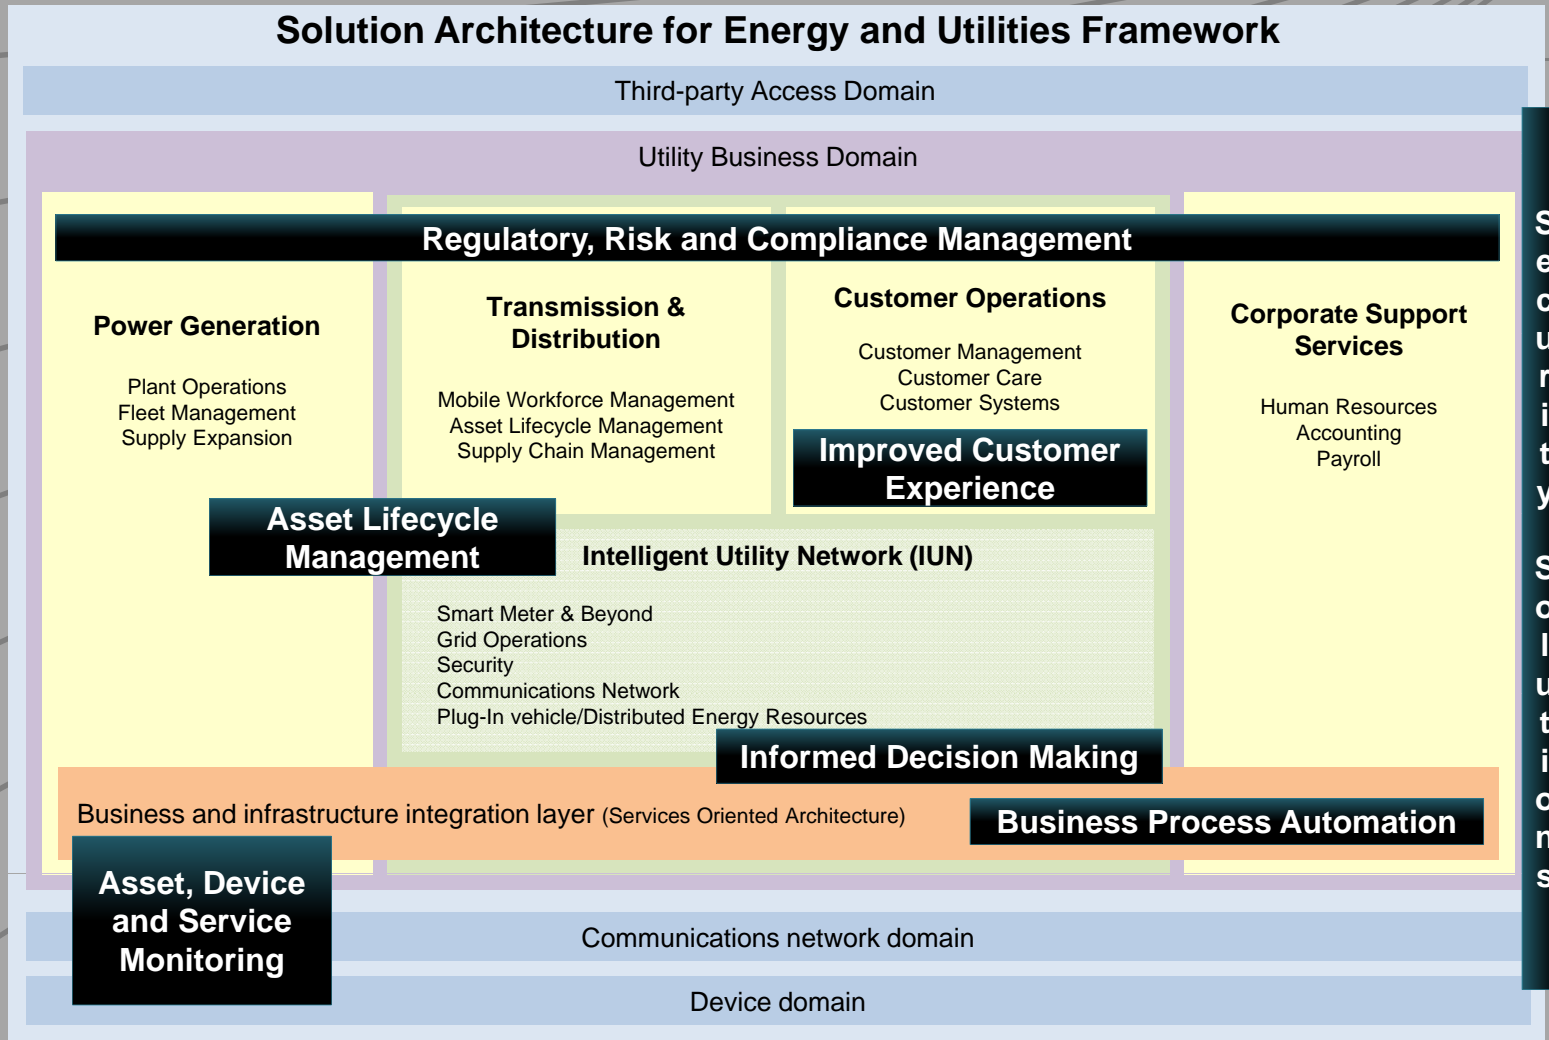 Solution Architecture for Energy and Utilities Framework
Third-party Access Domain
Utility Business Domain
Regulatory, Risk and Compliance Management
Power Generation
Plant Operations
Fleet Management
Supply Expansion
Transmission &
Distribution
Mobile Workforce Management
Asset Lifecycle Management
Supply Chain Management
Customer Operations
Customer Management
Customer Care
Customer Systems
Improved Customer
Experience
Corporate Support
Services
Human Resources
Accounting
Payroll
Asset Lifecycle
Management
Intelligent Utility Network (IUN)
Smart Meter & Beyond
Grid Operations
Security
Communications Network
Plug-In vehicle/Distributed Energy Resources
Informed Decision Making
Business and infrastructure integration layer (Services Oriented Architecture)
Business Process Automation
Asset, Device
and Service
Monitoring
Communications network domain
Device domain
Security Solutions